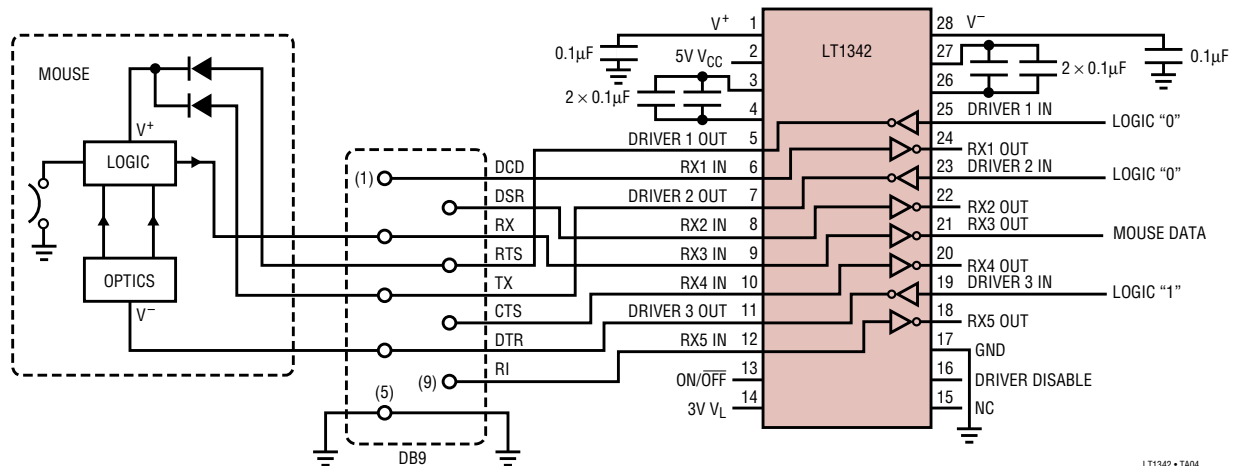 MOUSE
V+
LOGIC
OPTICS
V–
(1)
DCD
DSR
RX
RTS
TX
CTS
DTR
(9)
RI
(5)
DB9
0.1µF
V+
1
5V VCC
2
2 × 0.1µF
3
4
DRIVER 1 OUT
5
RX1 IN
6
DRIVER 2 OUT
7
RX2 IN
8
RX3 IN
9
RX4 IN
10
DRIVER 3 OUT
11
RX5 IN
12
ON/OFF
13
3V VL
14
LT1342
28
V–
0.1µF
27
2 × 0.1µF
26
25
DRIVER 1 IN
LOGIC “0”
24
RX1 OUT
23
DRIVER 2 IN
LOGIC “0”
22
RX2 OUT
21
RX3 OUT
MOUSE DATA
20
RX4 OUT
19
DRIVER 3 IN
LOGIC “1”
18
RX5 OUT
17
GND
16
DRIVER DISABLE
15
NC
LT1342 • TA04